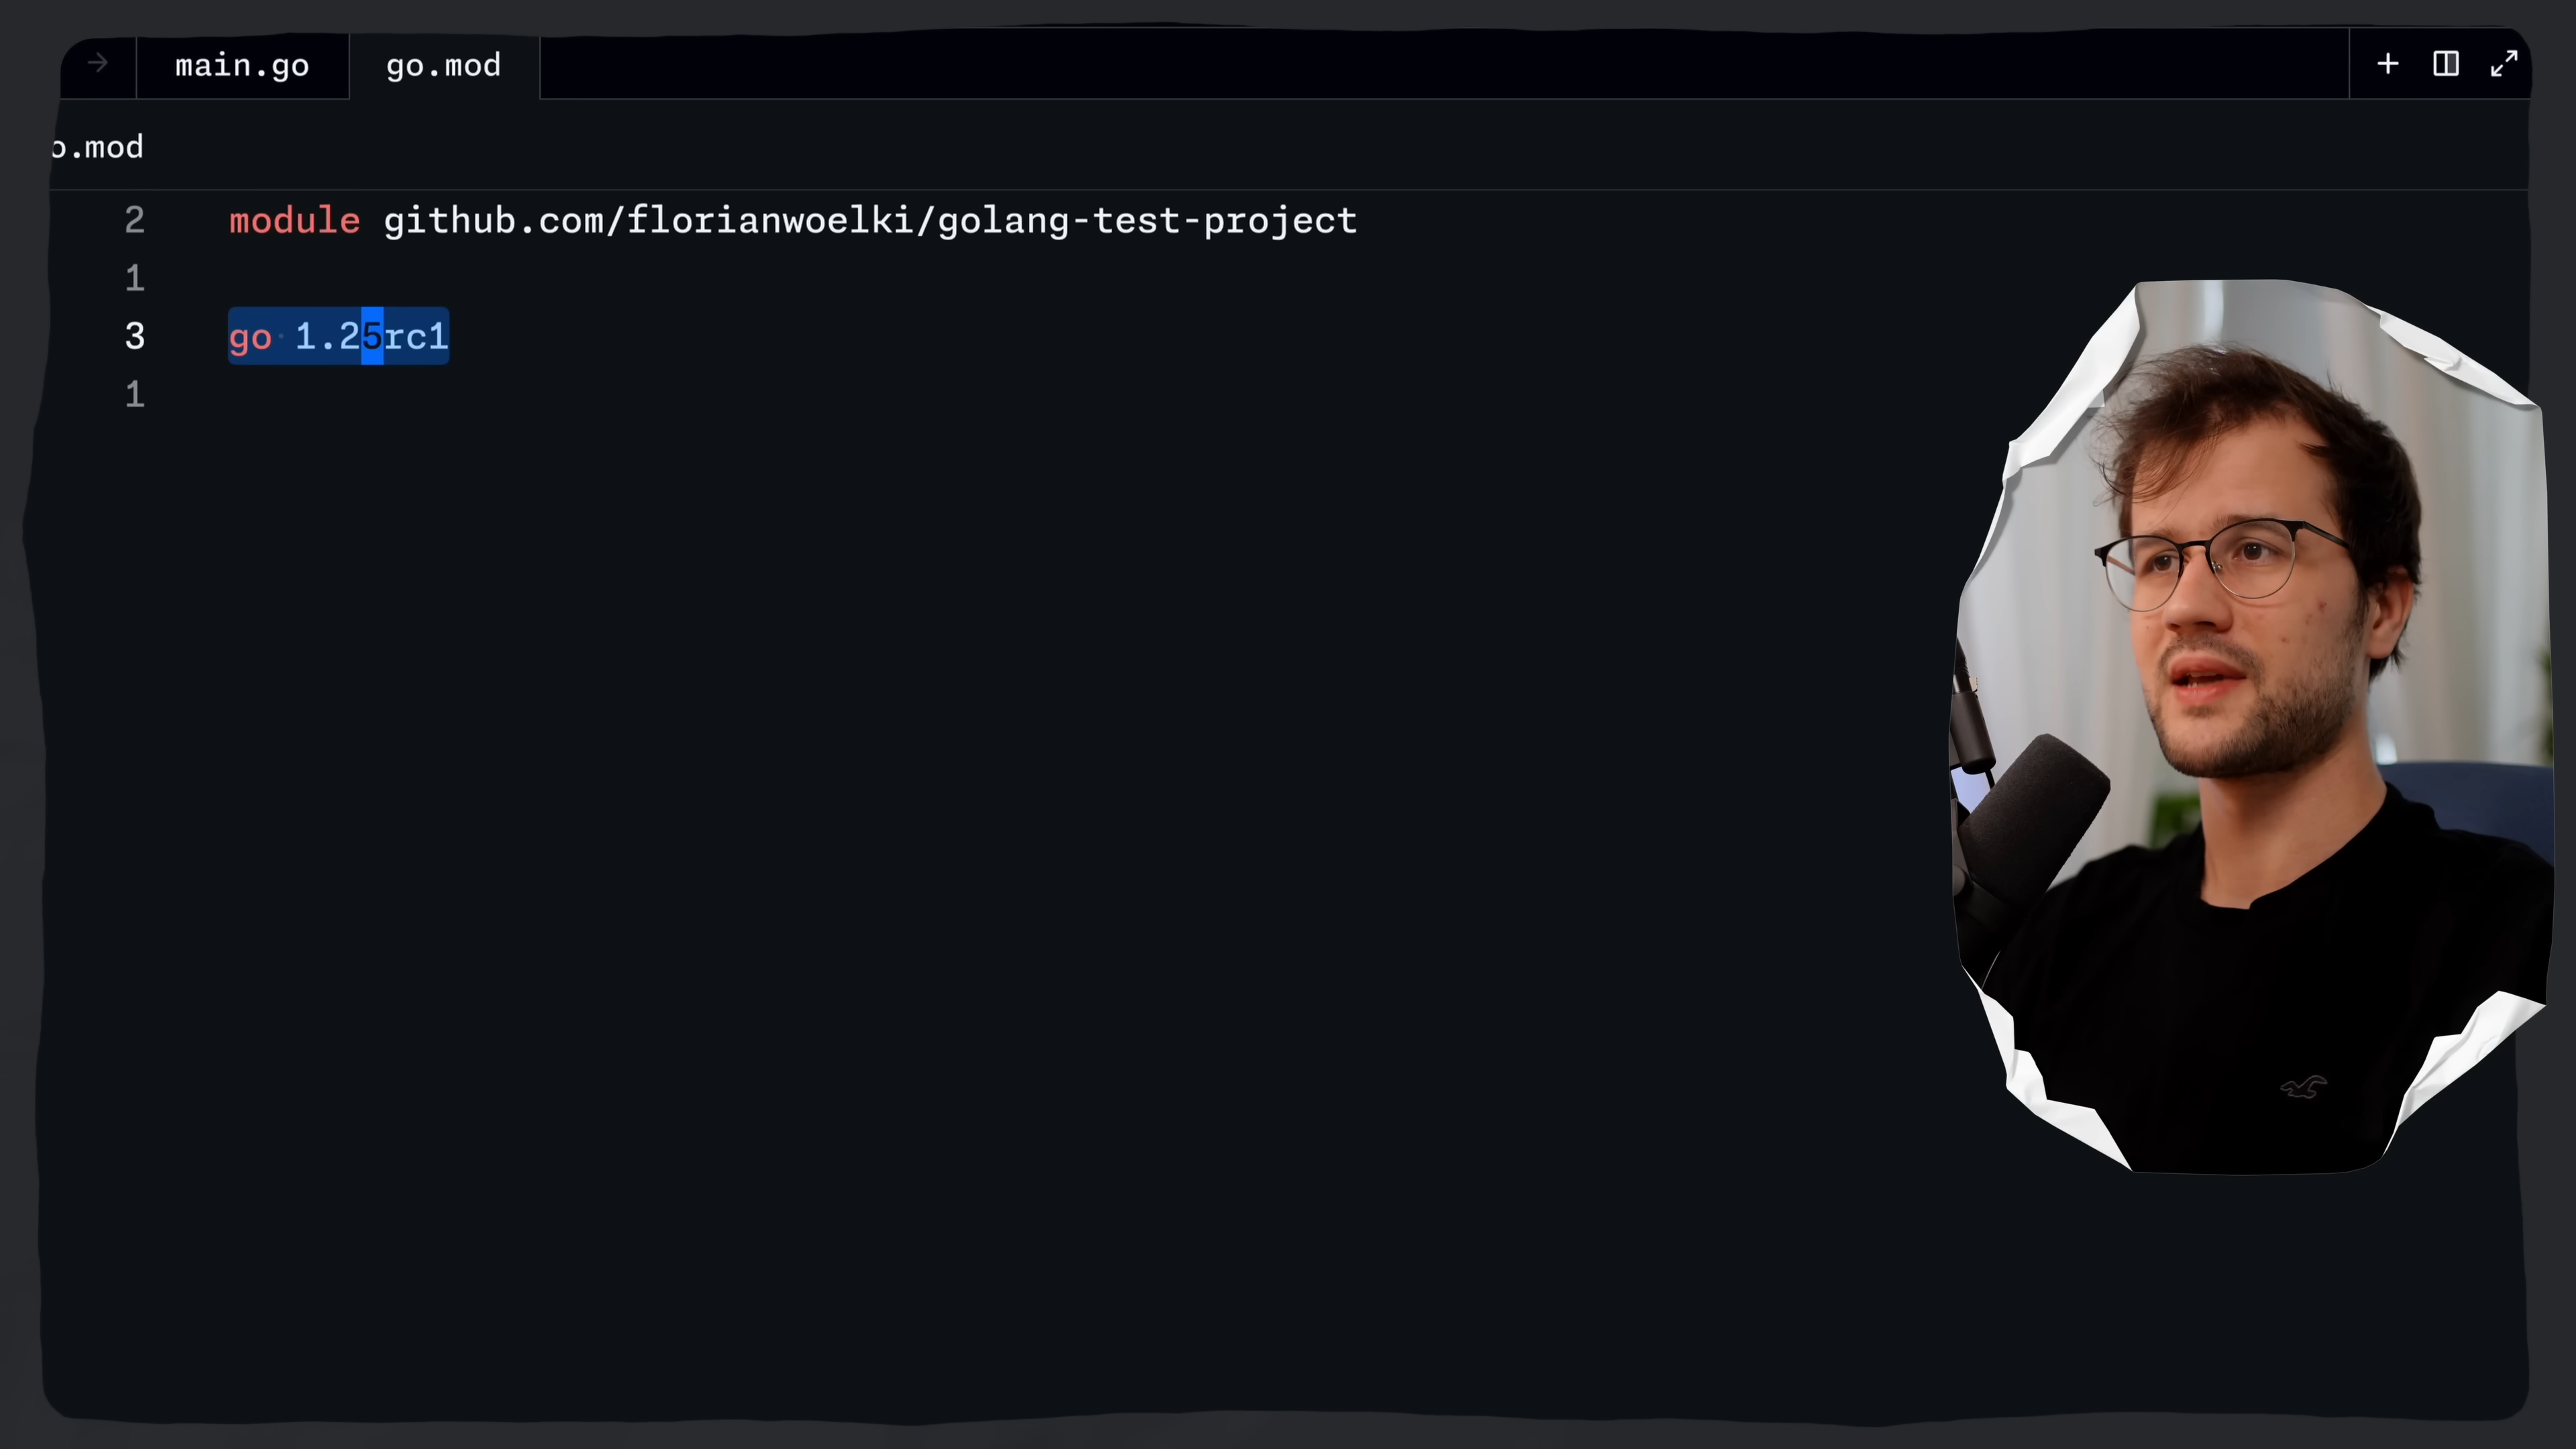 main.go go.mod
o.mod
2 module github.com/florianwoelki/golang-test-project
1
3 go 1.25rc1
1